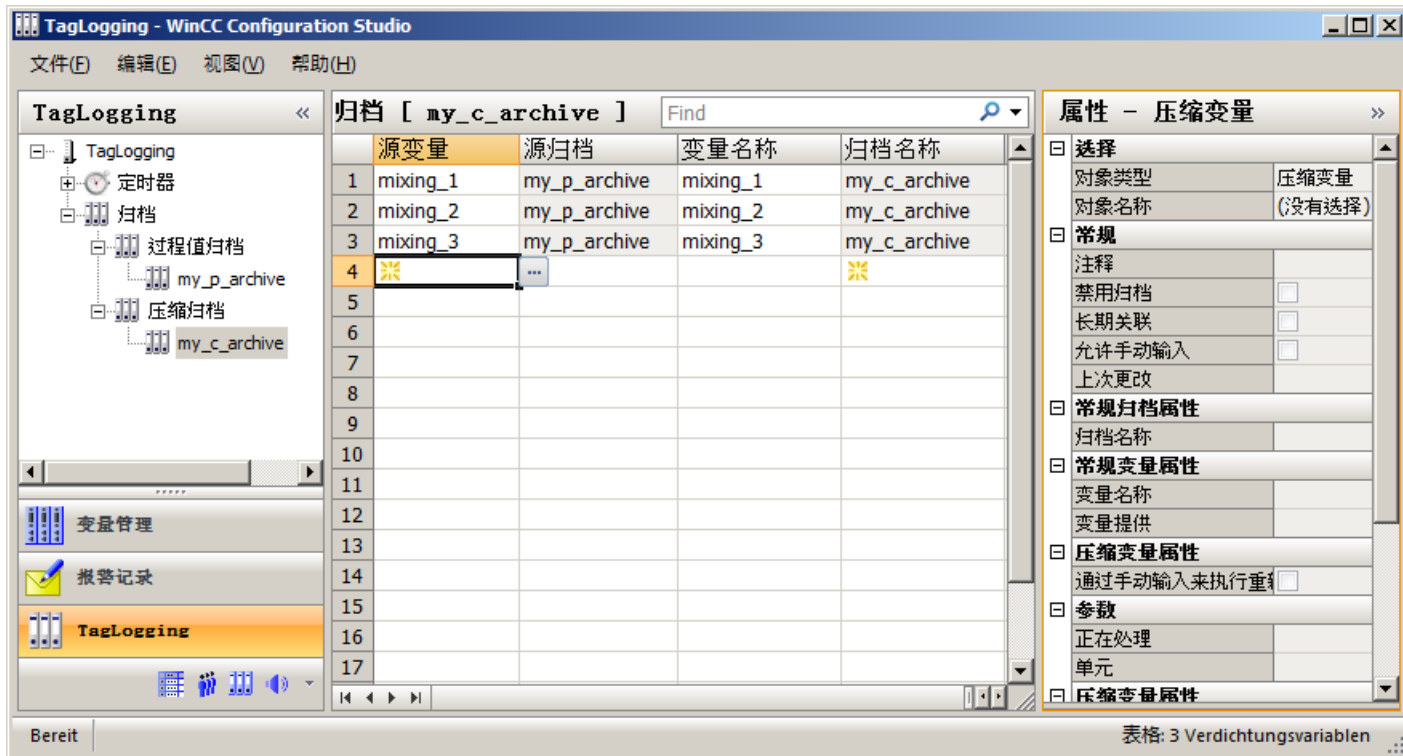 TagLogging - WinCC Configuration Studio
文件(F) 编辑(E) 视图(V) 帮助(H)
TagLogging «
TagLogging
定时器
归档
过程值归档
my_p_archive
压缩归档
my_c_archive
变量管理
报警记录
TagLogging
归档 [ my_c_archive ] Find
源变量 源归档 变量名称 归档名称
1 mixing_1 my_p_archive mixing_1 my_c_archive
2 mixing_2 my_p_archive mixing_2 my_c_archive
3 mixing_3 my_p_archive mixing_3 my_c_archive
4 ...
5
6
7
8
9
10
11
12
13
14
15
16
17
属性 - 压缩变量 »
选择
对象类型 压缩变量
对象名称 (没有选择)
常规
注释
禁用归档
长期关联
允许手动输入
上次更改
常规归档属性
归档名称
常规变量属性
变量名称
变量提供
压缩变量属性
通过手动输入来执行重
参数
正在处理
单元
压缩变量属性
Bereit 表格: 3 Verdichtungsvariablen